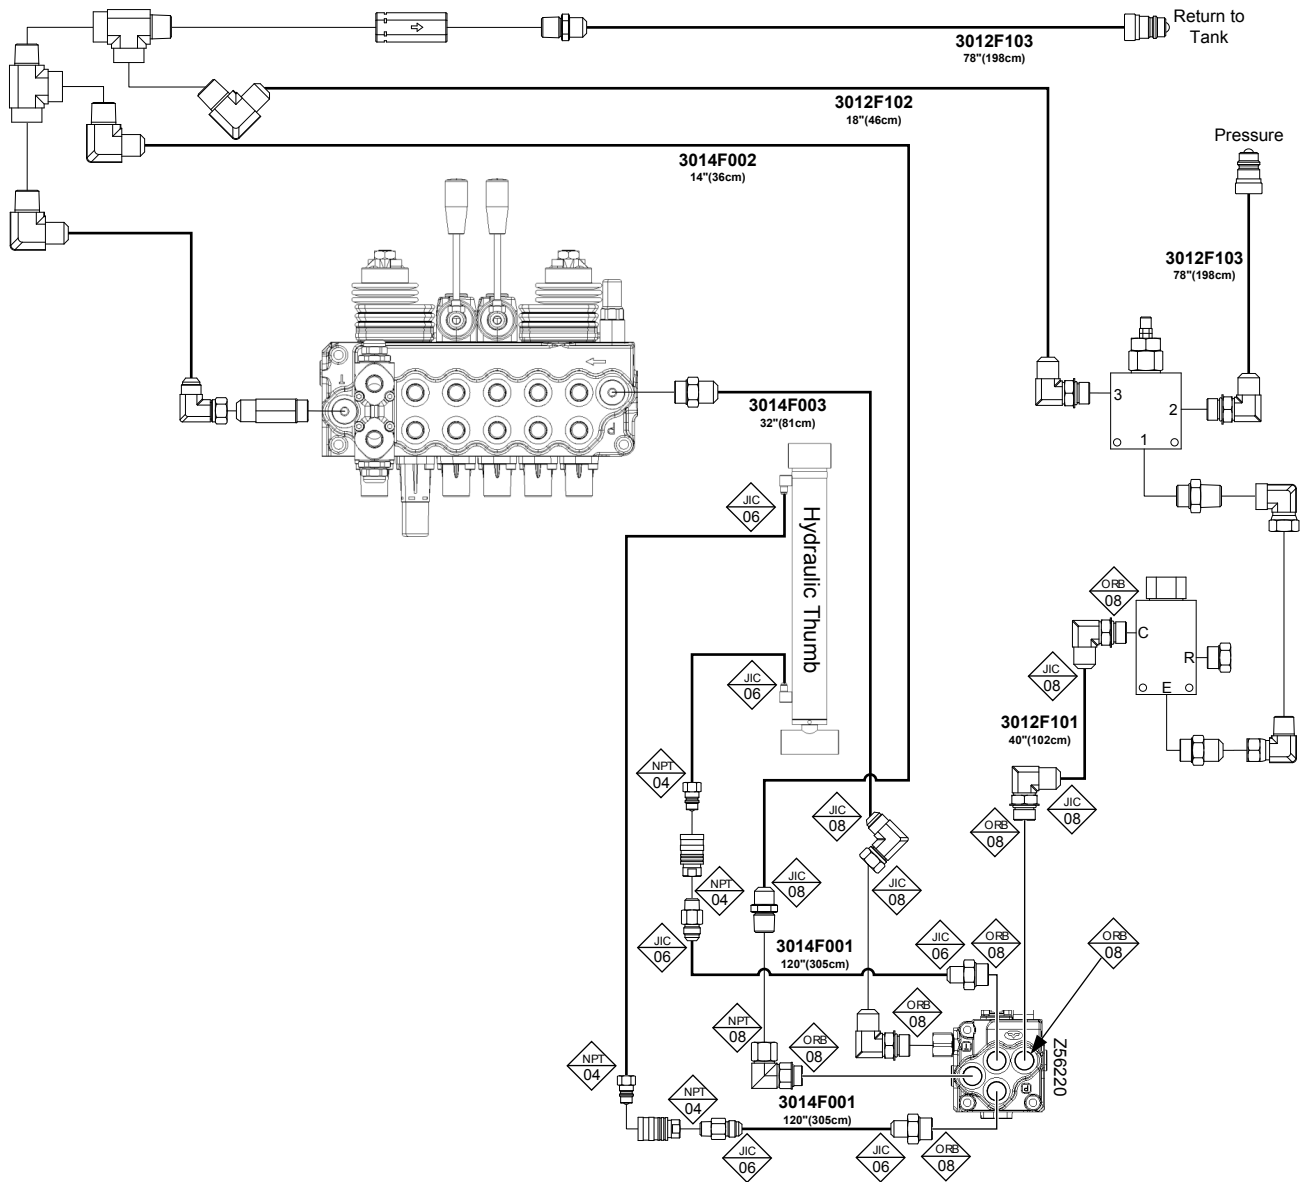 Return to
Tank
3012F103
78"(198cm)
3012F102
18"(46cm)
Pressure
3014F002
14"(36cm)
3012F103
78"(198cm)
3
2
1
T
P
3014F003
32"(81cm)
JIC
06
Hydraulic Thumb
ORB
08
C
R
E
JIC
08
JIC
06
3012F101
40"(102cm)
NPT
04
JIC
08
JIC
08
ORB
08
NPT
04
JIC
08
JIC
08
JIC
06
3014F001
120"(305cm)
JIC
06
ORB
08
ORB
08
NPT
08
ORB
08
ORB
08
T
P
Z56220
NPT
04
NPT
04
3014F001
120"(305cm)
JIC
06
JIC
06
ORB
08